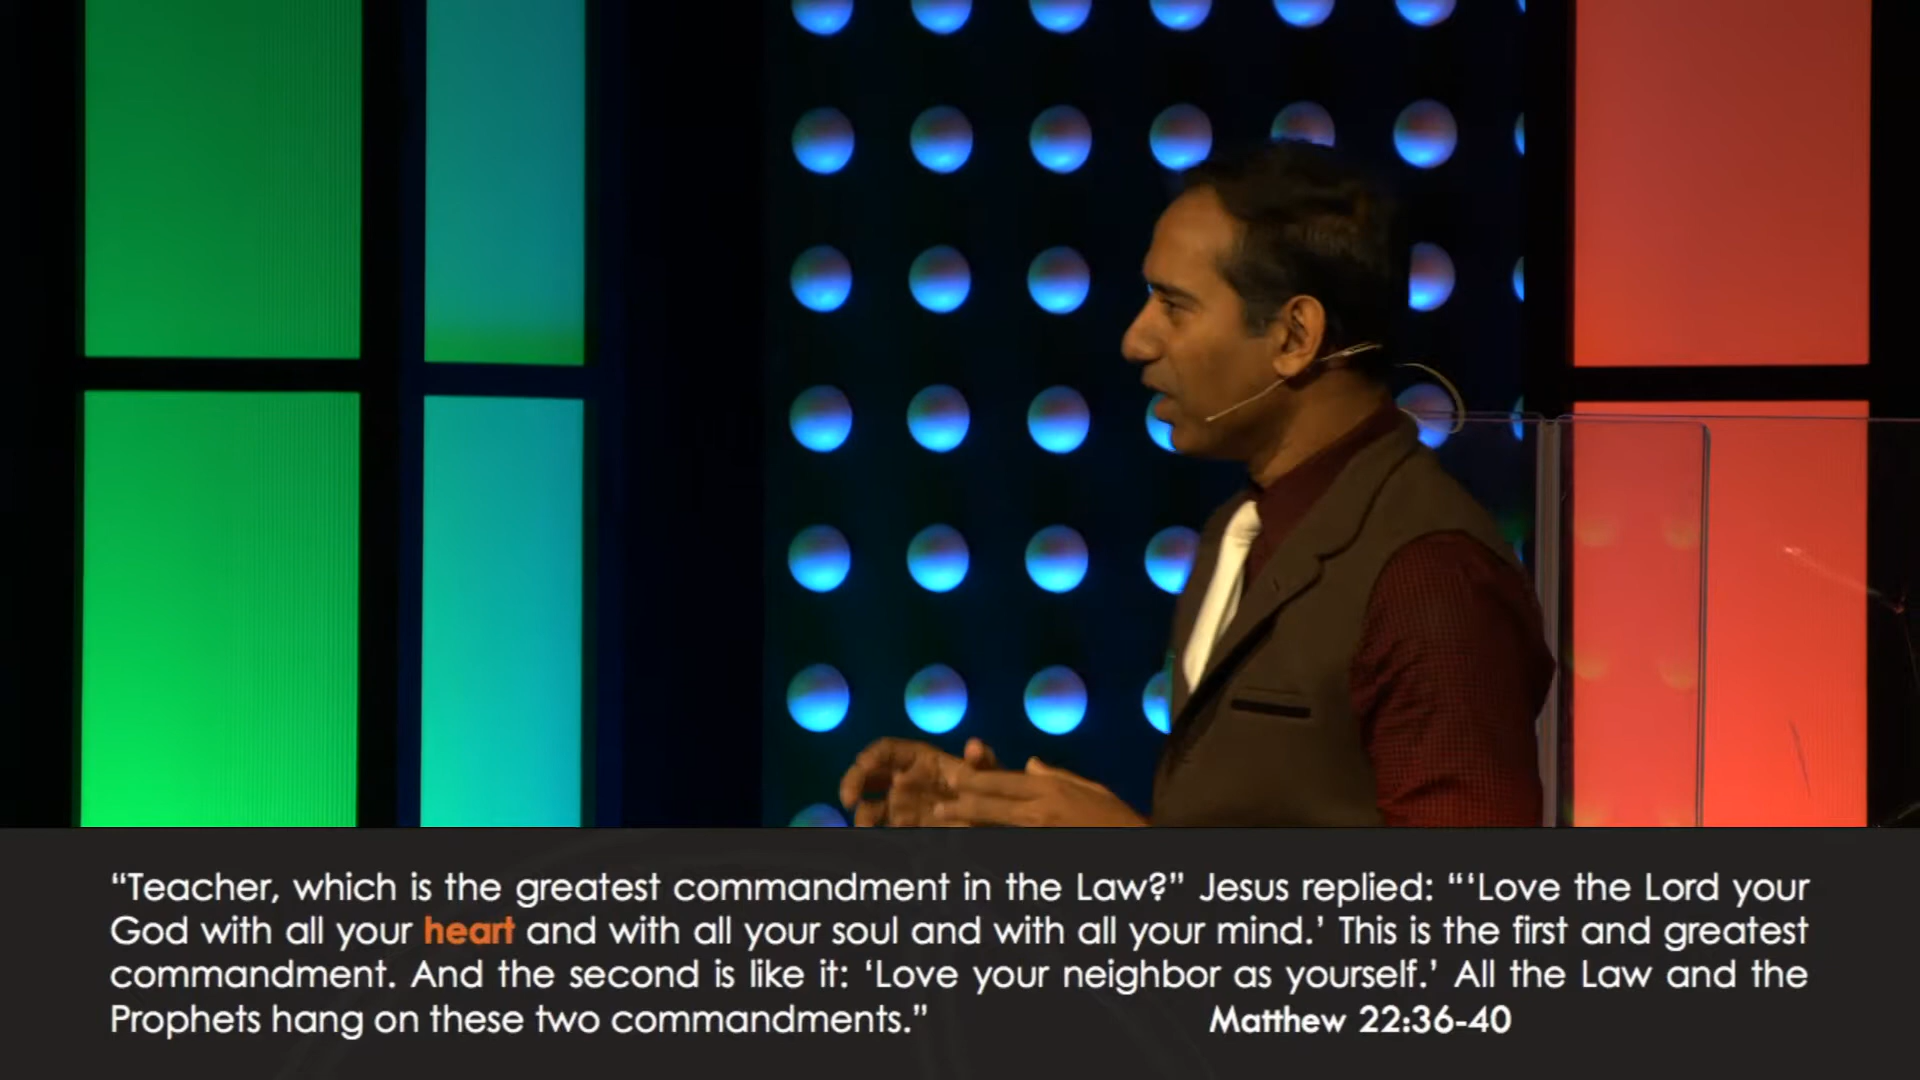 “Teacher, which is the greatest commandment in the Law?” Jesus replied: “‘Love the Lord your
God with all your heart and with all your soul and with all your mind.’ This is the first and greatest
commandment. And the second is like it: ‘Love your neighbor as yourself.’ All the Law and the
Prophets hang on these two commandments.” Matthew 22:36-40